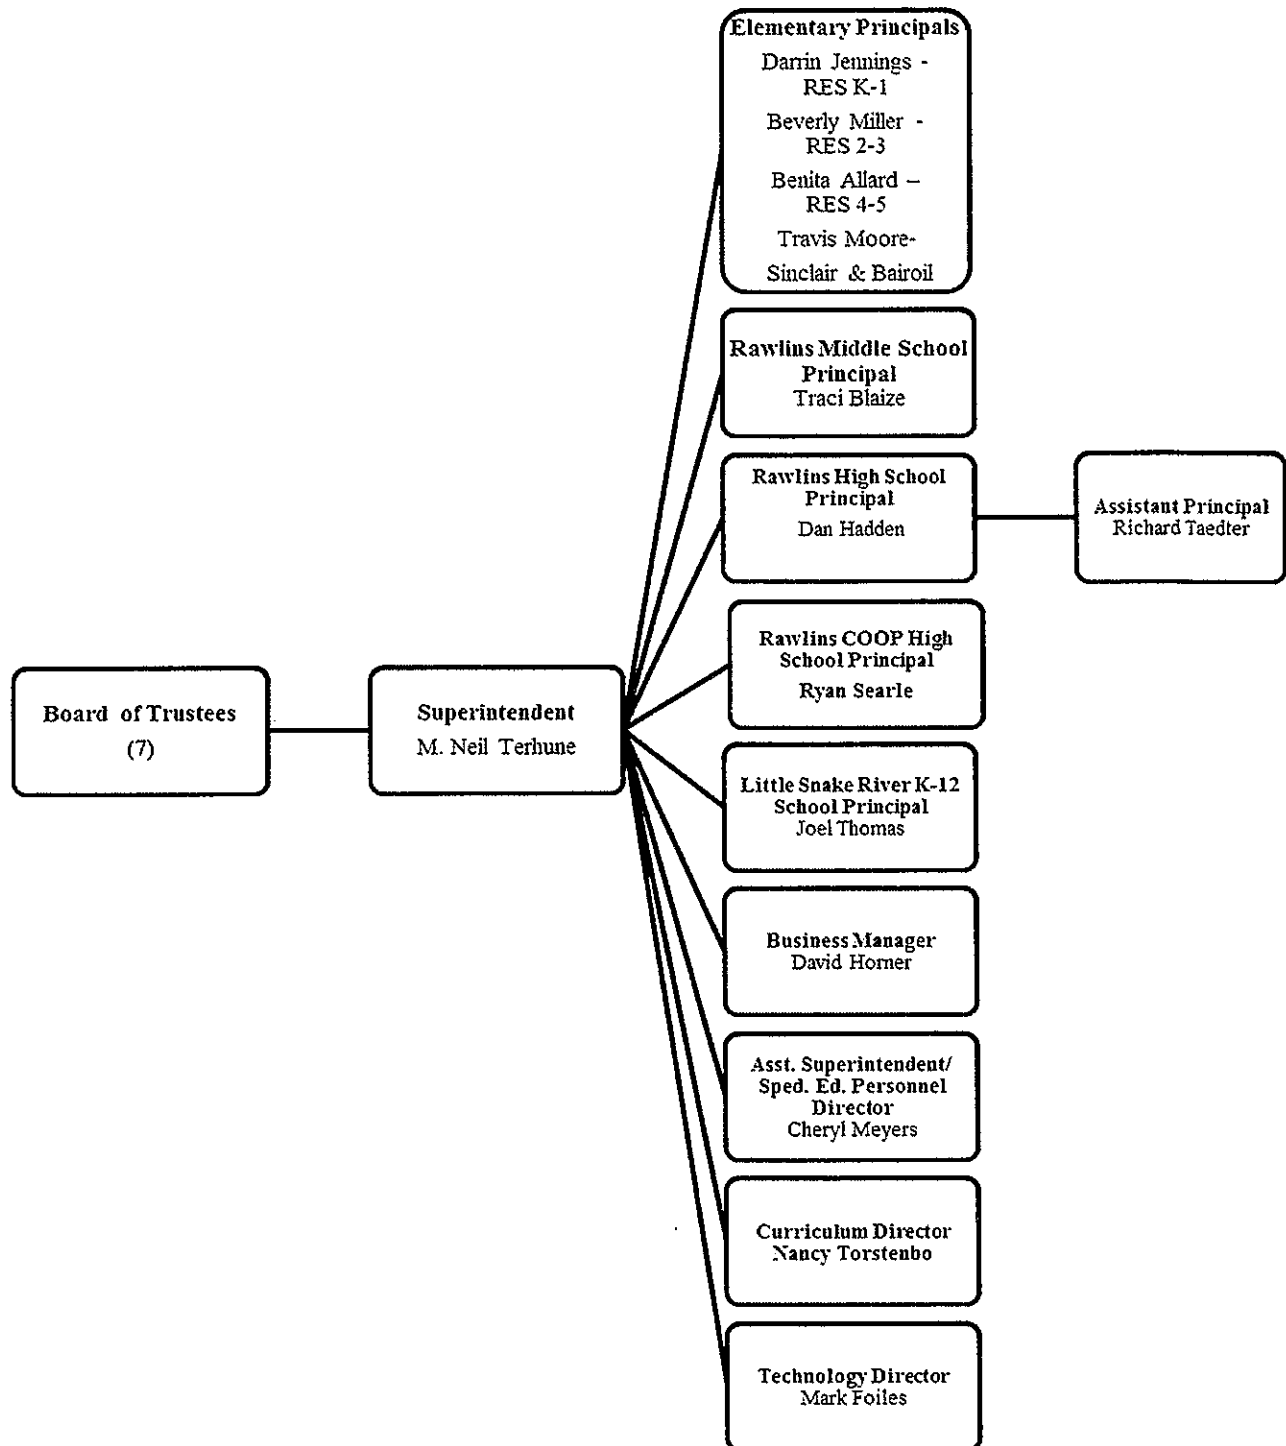 Elementary Principals
Darrin Jennings -
RES K-1
Beverly Miller -
RES 2-3
Benita Allard –
RES 4-5
Travis Moore-
Sinclair & Bairoil
Rawlins Middle School
Principal
Traci Blaize
Rawlins High School
Principal
Dan Hadden
Assistant Principal
Richard Taedter
Rawlins COOP High
School Principal
Ryan Searle
Board of Trustees
(7)
Superintendent
M. Neil Terhune
Little Snake River K-12
School Principal
Joel Thomas
Business Manager
David Horner
Asst. Superintendent/
Sped. Ed. Personnel
Director
Cheryl Meyers
Curriculum Director
Nancy Torstenbo
Technology Director
Mark Foiles